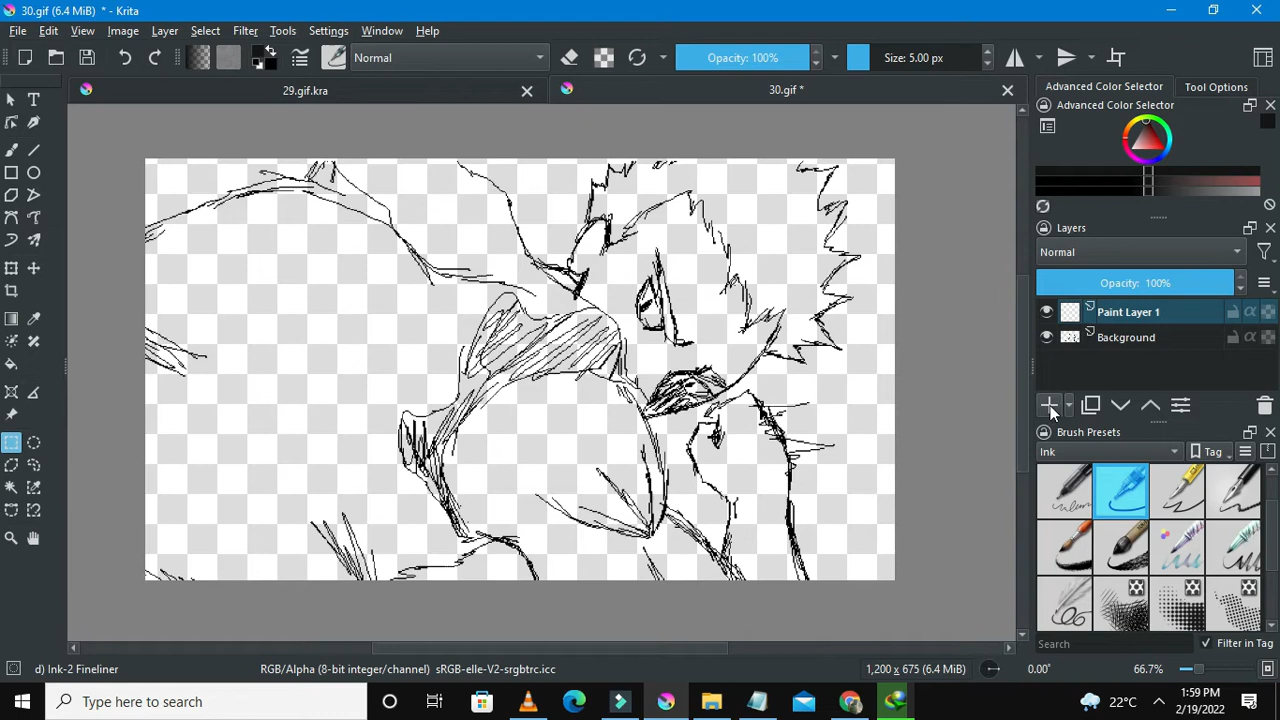 30.gif (6.4 MiB) * - Krita
File Edit View Image Layer Select Filter Tools Settings Window Help
Normal Opacity: 100% Size: 5.00 px
29.gif.kra 30.gif *
Advanced Color Selector Tool Options
Advanced Color Selector
Layers
Normal
Opacity: 100%
Paint Layer 1
Background
Brush Presets
Ink Tag
Search Filter in Tag
d) Ink-2 Fineliner RGB/Alpha (8-bit integer/channel) sRGB-elle-V2-srgbtrc.icc 1,200 x 675 (6.4 MiB) 0.00° 66.7%
Type here to search 22°C 1:59 PM
2/19/2022